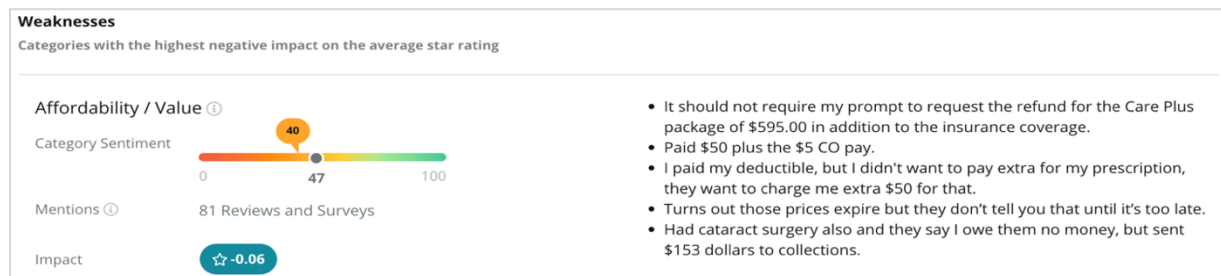 Weaknesses
Categories with the highest negative impact on the average star rating
Affordability / Value
Category Sentiment
40
0
47
100
Mentions
81 Reviews and Surveys
Impact
-0.06
• It should not require my prompt to request the refund for the Care Plus
package of $595.00 in addition to the insurance coverage.
• Paid $50 plus the $5 CO pay.
• I paid my deductible, but I didn't want to pay extra for my prescription,
they want to charge me extra $50 for that.
• Turns out those prices expire but they don’t tell you that until it’s too late.
• Had cataract surgery also and they say I owe them no money, but sent
$153 dollars to collections.